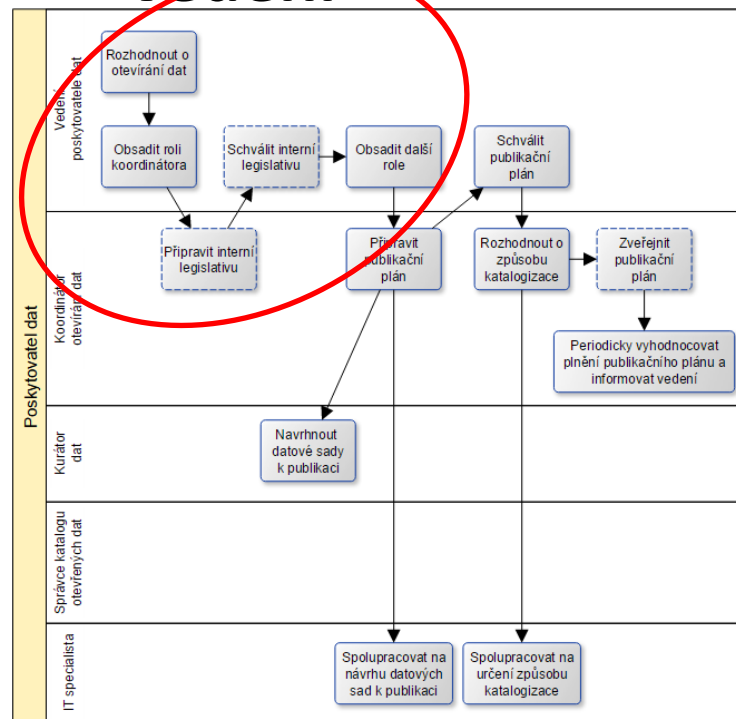 Rozhodnout o
otevírání dat
Obsadit roli
koordinátora
Schválit interní
legislativu
Obsadit další
role
Schválit
publikační
plán
Vedení
poskytovatele dat
Připravit interní
legislativu
Připravit
publikační
plán
Rozhodnout o
způsobu
katalogizace
Zveřejnit
publikační
plán
Periodicky vyhodnocovat
plnění publikačního plánu a
informovat vedení
Koordinátor
otevírání dat
Poskytovatel dat
Navrhnout
datové sady
k publikaci
Kurátor
dat
Správce katalogu
otevřených dat
Spolupracovat na
návrhu datových
sad k publikaci
Spolupracovat na
určení způsobu
katalogizace
IT specialista